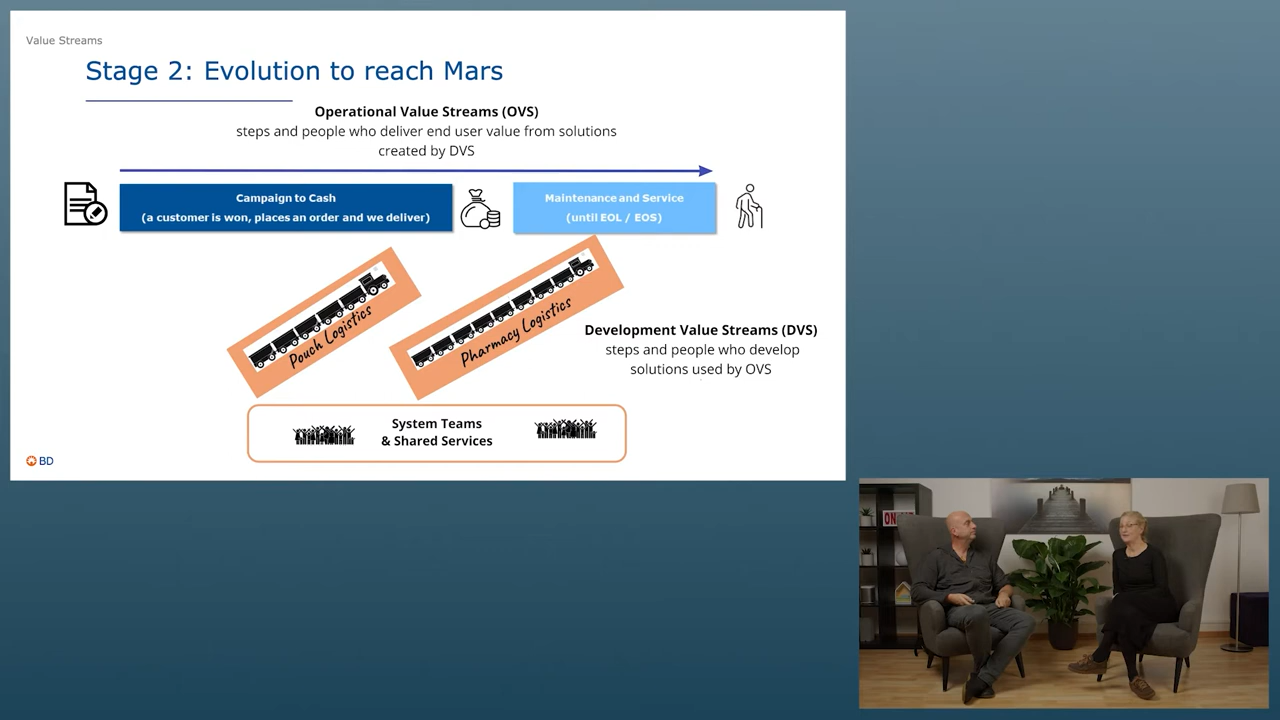 Value Streams
Stage 2: Evolution to reach Mars
Operational Value Streams (OVS)
steps and people who deliver end user value from solutions
created by DVS
Campaign to Cash
(a customer is won, places an order and we deliver)
Maintenance and Service
(until EOL / EOS)
Pouch Logistics
Pharmacy Logistics
Development Value Streams (DVS)
steps and people who develop
solutions used by OVS
System Teams
& Shared Services
BD
ON